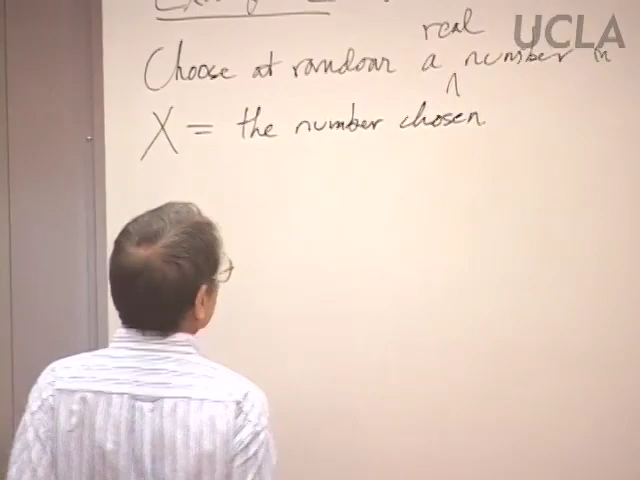 UCLA
Choose at random a real number in
X = the number chosen.